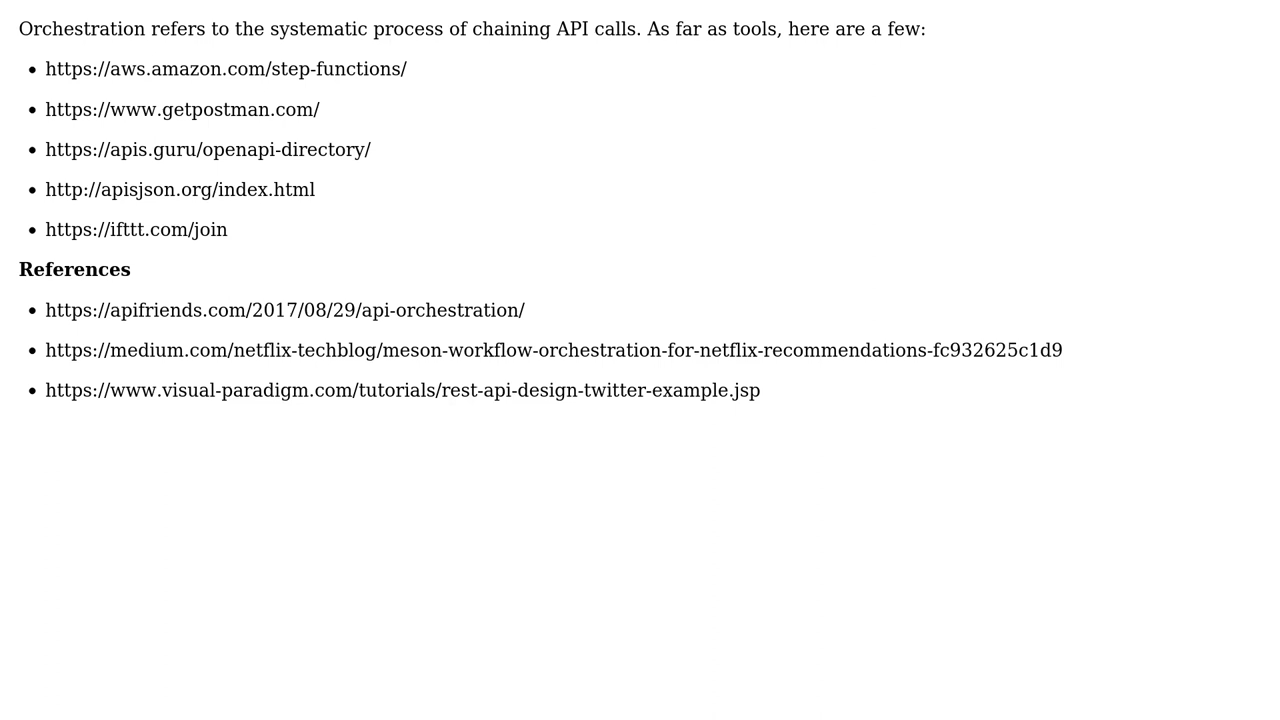 Orchestration refers to the systematic process of chaining API calls. As far as tools, here are a few:
• https://aws.amazon.com/step-functions/
• https://www.getpostman.com/
• https://apis.guru/openapi-directory/
• http://apisjson.org/index.html
• https://ifttt.com/join
References
• https://apifriends.com/2017/08/29/api-orchestration/
• https://medium.com/netflix-techblog/meson-workflow-orchestration-for-netflix-recommendations-fc932625c1d9
• https://www.visual-paradigm.com/tutorials/rest-api-design-twitter-example.jsp